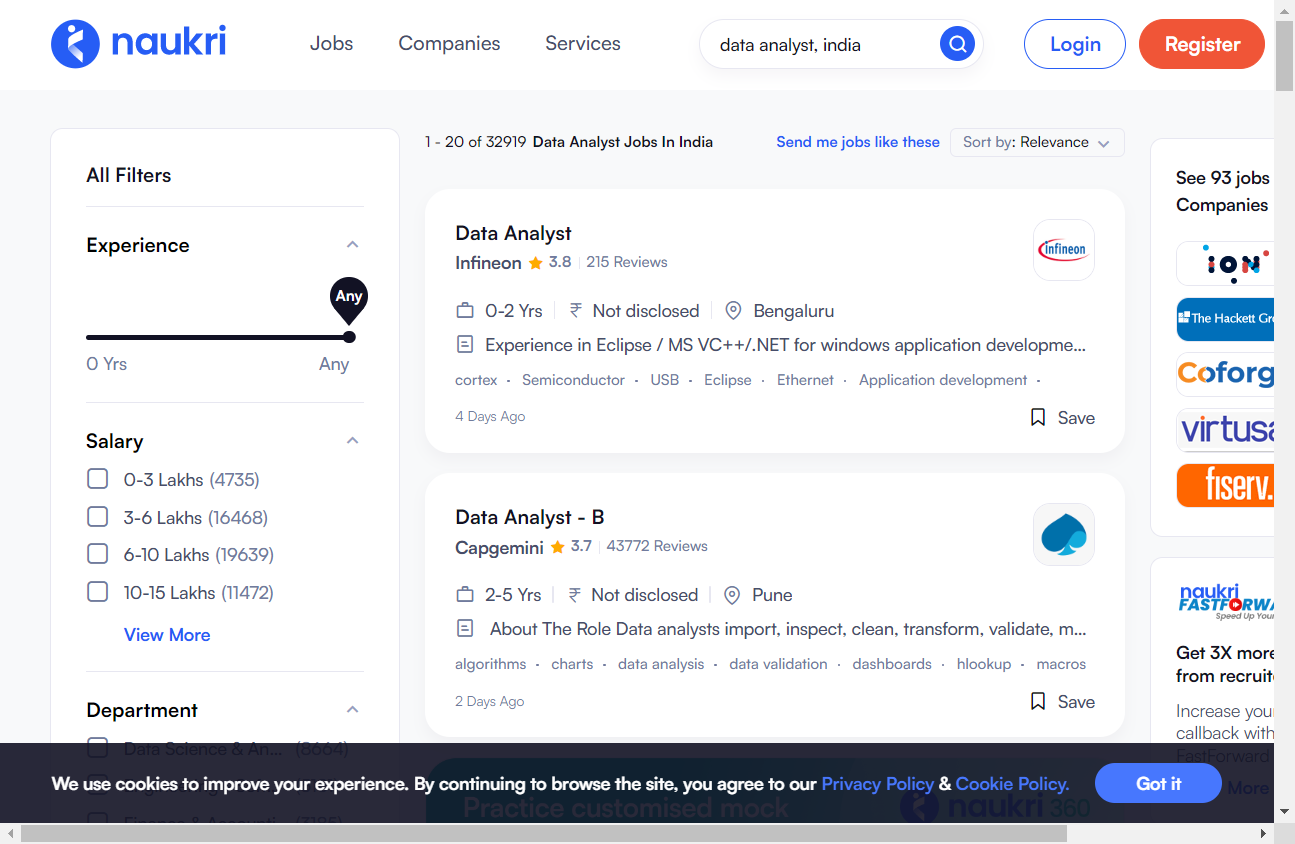 naukri
Jobs
Companies
Services
data analyst, india
Login
Register
All Filters
Experience
Any
0 Yrs
Any
Salary
0-3 Lakhs (4735)
3-6 Lakhs (16468)
6-10 Lakhs (19639)
10-15 Lakhs (11472)
View More
Department
Data Science & An... (8664)
1 - 20 of 32919 Data Analyst Jobs In India
Send me jobs like these
Sort by: Relevance
Data Analyst
Infineon 3.8 215 Reviews
infineon
0-2 Yrs ₹ Not disclosed Bengaluru
Experience in Eclipse / MS VC++/.NET for windows application developme...
cortex · Semiconductor · USB · Eclipse · Ethernet · Application development ·
4 Days Ago
Save
Data Analyst - B
Capgemini 3.7 43772 Reviews
2-5 Yrs ₹ Not disclosed Pune
About The Role Data analysts import, inspect, clean, transform, validate, m...
algorithms · charts · data analysis · data validation · dashboards · hlookup · macros
2 Days Ago
Save
Practice customised mock
naukri 360
See 93 jobs
Companies
ION
The Hackett Gr
Coforg
virtusa
fiserv.
naukri
FASTFORWA
Speed Up Your
Get 3X more
from recruit
Increase you
callback with
FastForward
More
We use cookies to improve your experience. By continuing to browse the site, you agree to our Privacy Policy & Cookie Policy.
Got it